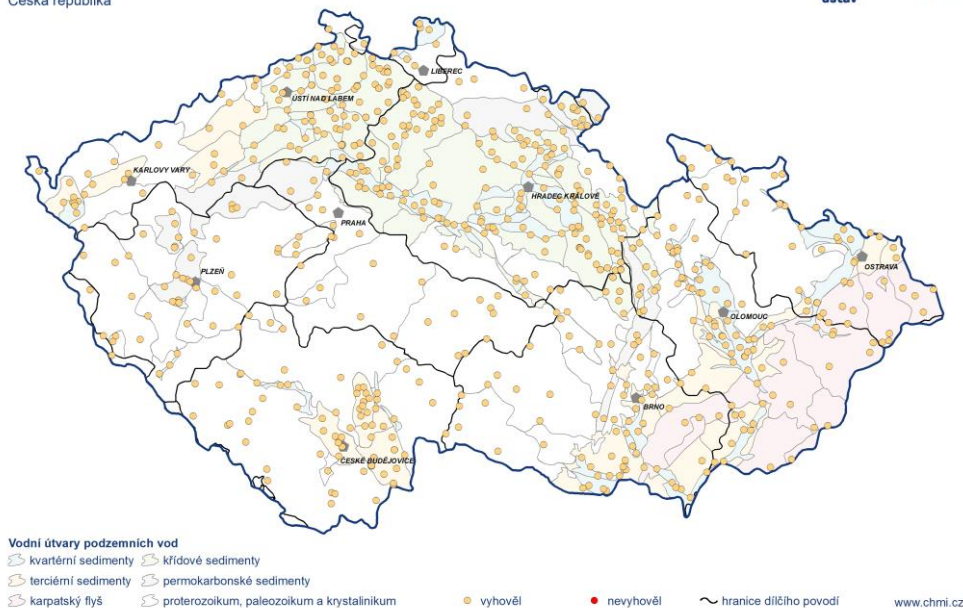 Česká republika
ústav
LIBEREC
ÚSTÍ NAD LABEM
KARLOVY VARY
HRADEC KRÁLOVÉ
PRAHA
OSTRAVA
PLZEŇ
OLOMOUC
BRNO
ČESKÉ BUDĚJOVICE
Vodní útvary podzemních vod
kvartérní sedimenty křídové sedimenty
terciérní sedimenty permokarbonské sedimenty
karpatský flyš proterozoikum, paleozoikum a krystalinikum vyhověl nevyhověl hranice dílčího povodí www.chmi.cz